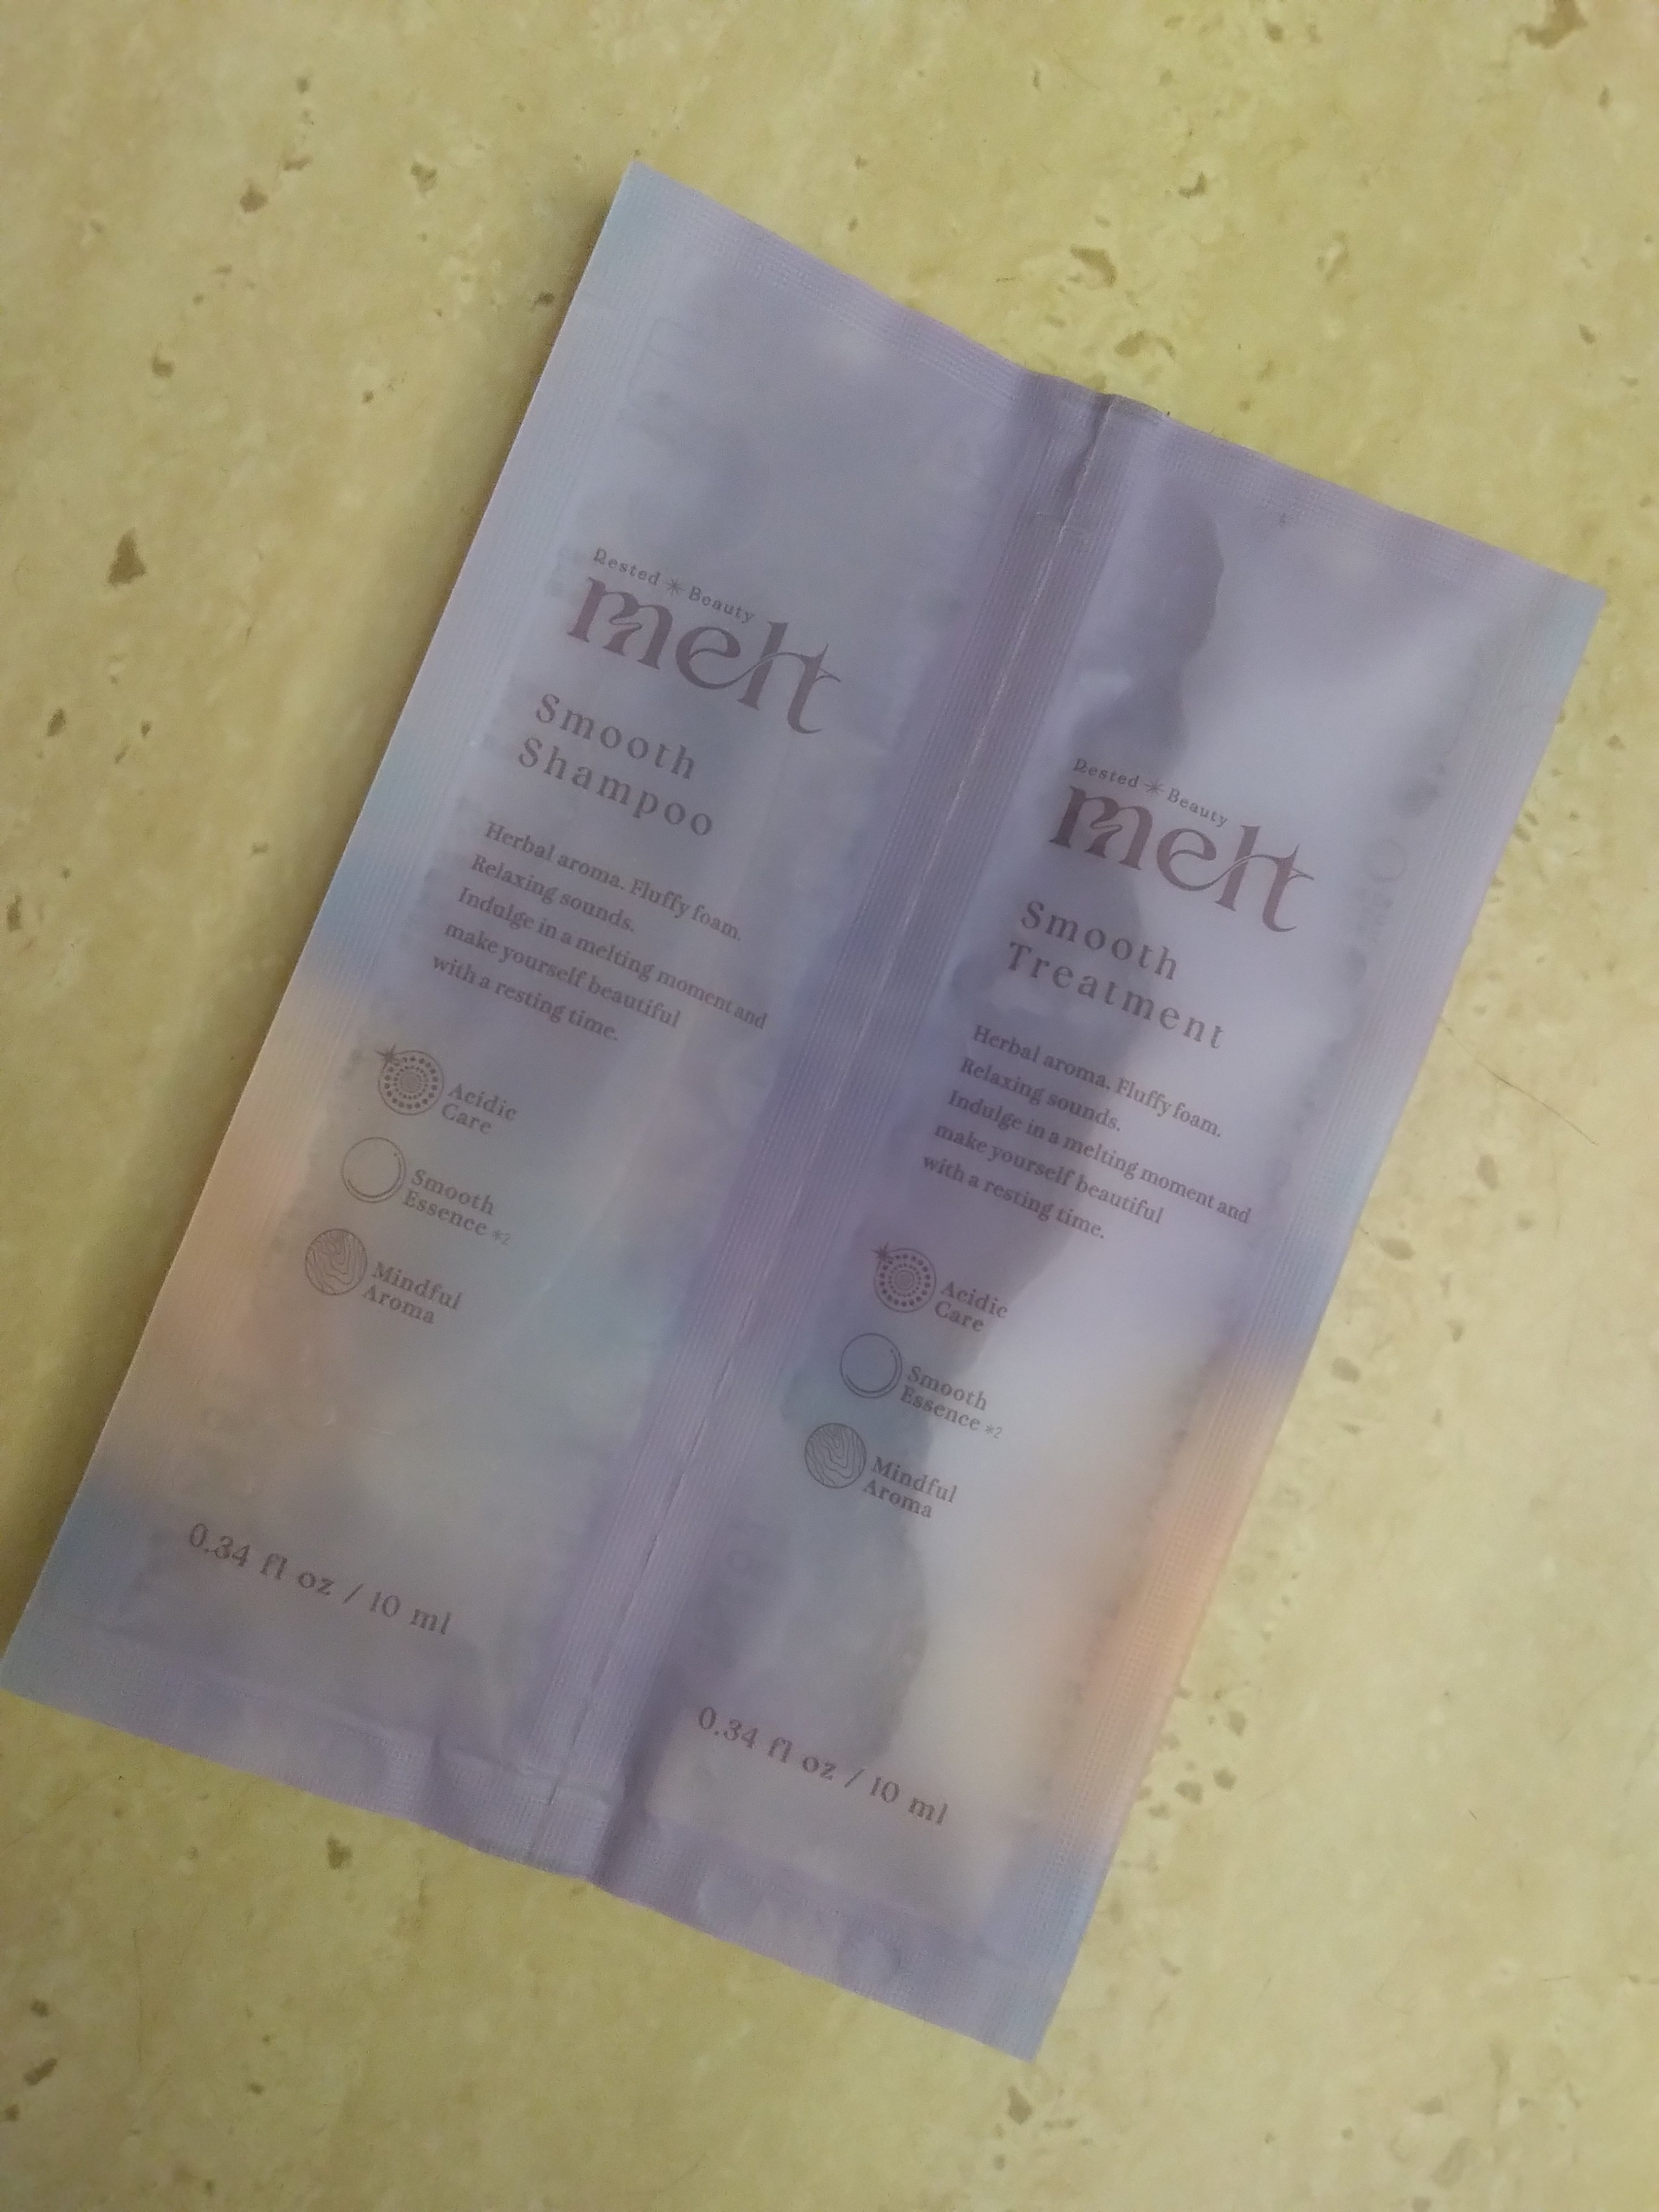 Rested * Beauty
melt
Smooth
Shampoo
Herbal aroma. Fluffy foam.
Relaxing sounds.
Indulge in a melting moment and
make yourself beautiful
with a resting time.
Acidic
Care
Smooth
Essence *2
Mindful
Aroma
0.34 fl oz / 10 ml
Rested * Beauty
melt
Smooth
Treatment
Herbal aroma. Fluffy foam.
Relaxing sounds.
Indulge in a melting moment and
make yourself beautiful
with a resting time.
Acidic
Care
Smooth
Essence *2
Mindful
Aroma
0.34 fl oz / 10 ml